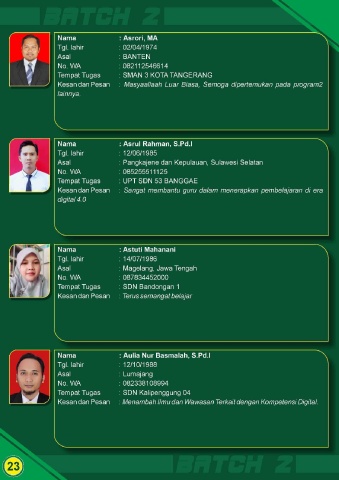 BATCH 2
Nama : Asrori, MA
Tgl. lahir : 02/04/1974
Asal : BANTEN
No. WA : 082112546614
Tempat Tugas : SMAN 3 KOTA TANGERANG
Kesan dan Pesan : Masyaallaah Luar Biasa, Semoga dipertemukan pada program2
lainnya.
Nama : Asrul Rahman, S.Pd.I
Tgl. lahir : 12/06/1985
Asal : Pangkajene dan Kepulauan, Sulawesi Selatan
No. WA : 085255511125
Tempat Tugas : UPT SDN 53 BANGGAE
Kesan dan Pesan : Sangat membantu guru dalam menerapkan pembelajaran di era
digital 4.0
Nama : Astuti Mahanani
Tgl. lahir : 14/07/1986
Asal : Magelang, Jawa Tengah
No. WA : 087834452000
Tempat Tugas : SDN Bandongan 1
Kesan dan Pesan : Terus semangat belajar
Nama : Aulia Nur Basmalah, S.Pd.I
Tgl. lahir : 12/10/1988
Asal : Lumajang
No. WA : 082338108994
Tempat Tugas : SDN Kalipenggung 04
Kesan dan Pesan : Menambah Ilmu dan Wawasan Terkait dengan Kompetensi Digital.
23
BATCH 2